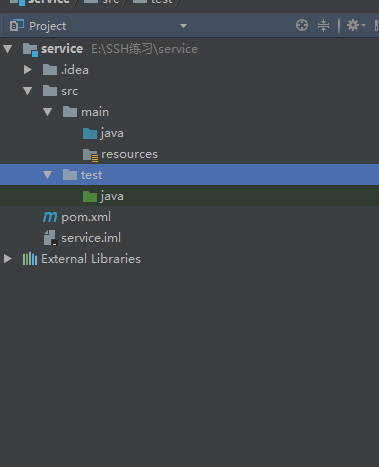 service src test
Project
service E:\SSH练习\service
.idea
src
main
java
resources
test
java
pom.xml
service.iml
External Libraries